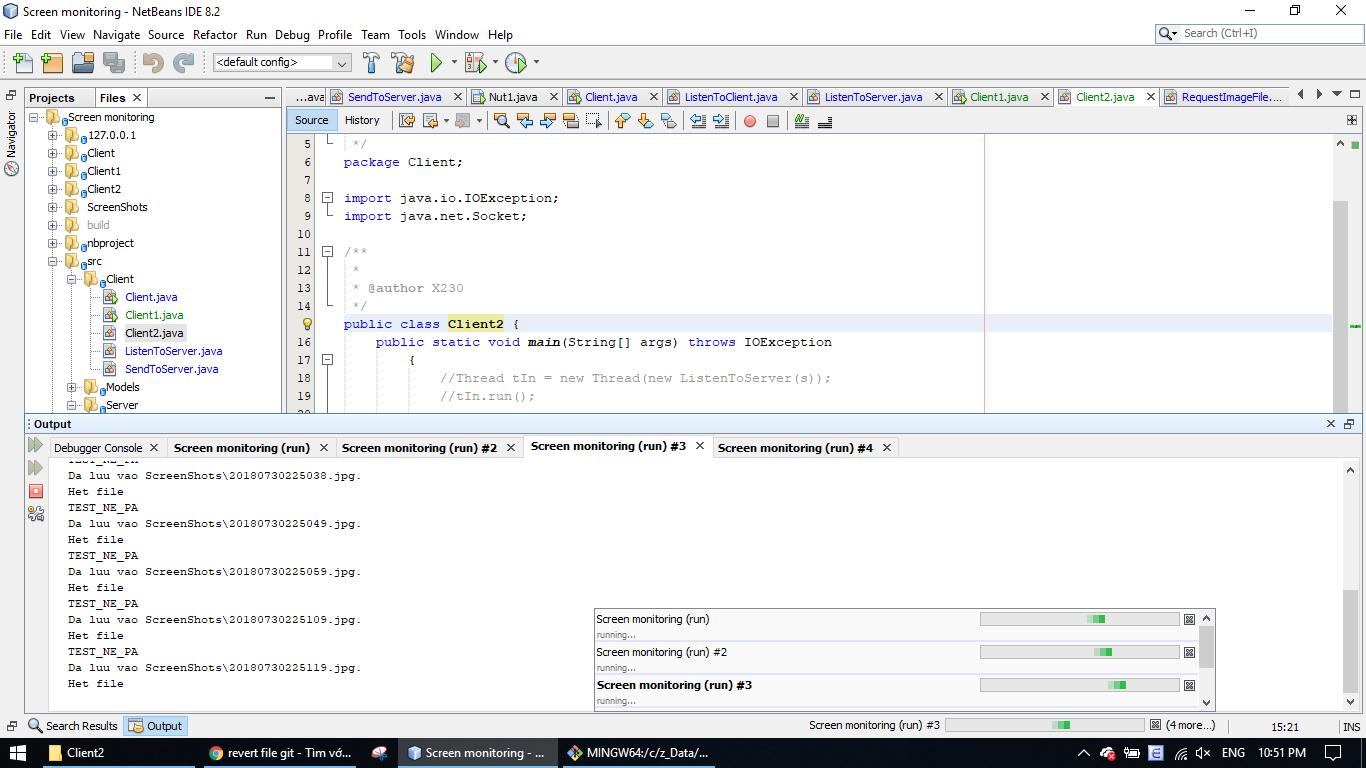 Screen monitoring - NetBeans IDE 8.2
File Edit View Navigate Source Refactor Run Debug Profile Team Tools Window Help
Search (Ctrl+I)
<default config>
Projects Files
...ava SendToServer.java Nut1.java Client.java ListenToClient.java ListenToServer.java Client1.java Client2.java RequestImageFile....
Navigator
Screen monitoring
127.0.0.1
Client
Client1
Client2
ScreenShots
build
nbproject
src
Client
Client.java
Client1.java
Client2.java
ListenToServer.java
SendToServer.java
Models
Server
Source History
5 */
6 package Client;
7
8 import java.io.IOException;
9 import java.net.Socket;
10
11 /**
12 *
13 * @author X230
14 */
public class Client2 {
16 public static void main(String[] args) throws IOException
17 {
18 //Thread tIn = new Thread(new ListenToServer(s));
19 //tIn.run();
Output
Debugger Console Screen monitoring (run) Screen monitoring (run) #2 Screen monitoring (run) #3 Screen monitoring (run) #4
TEST_NE_PA
Da luu vao ScreenShots\20180730225038.jpg.
Het file
TEST_NE_PA
Da luu vao ScreenShots\20180730225049.jpg.
Het file
TEST_NE_PA
Da luu vao ScreenShots\20180730225059.jpg.
Het file
TEST_NE_PA
Da luu vao ScreenShots\20180730225109.jpg.
Het file
TEST_NE_PA
Da luu vao ScreenShots\20180730225119.jpg.
Het file
Screen monitoring (run)
running...
Screen monitoring (run) #2
running...
Screen monitoring (run) #3
running...
Search Results Output
Screen monitoring (run) #3 (4 more...) 15:21 INS
Client2 revert file git - Tìm vớ... Screen monitoring - ... MINGW64:/c/z_Data/...
ENG 10:51 PM